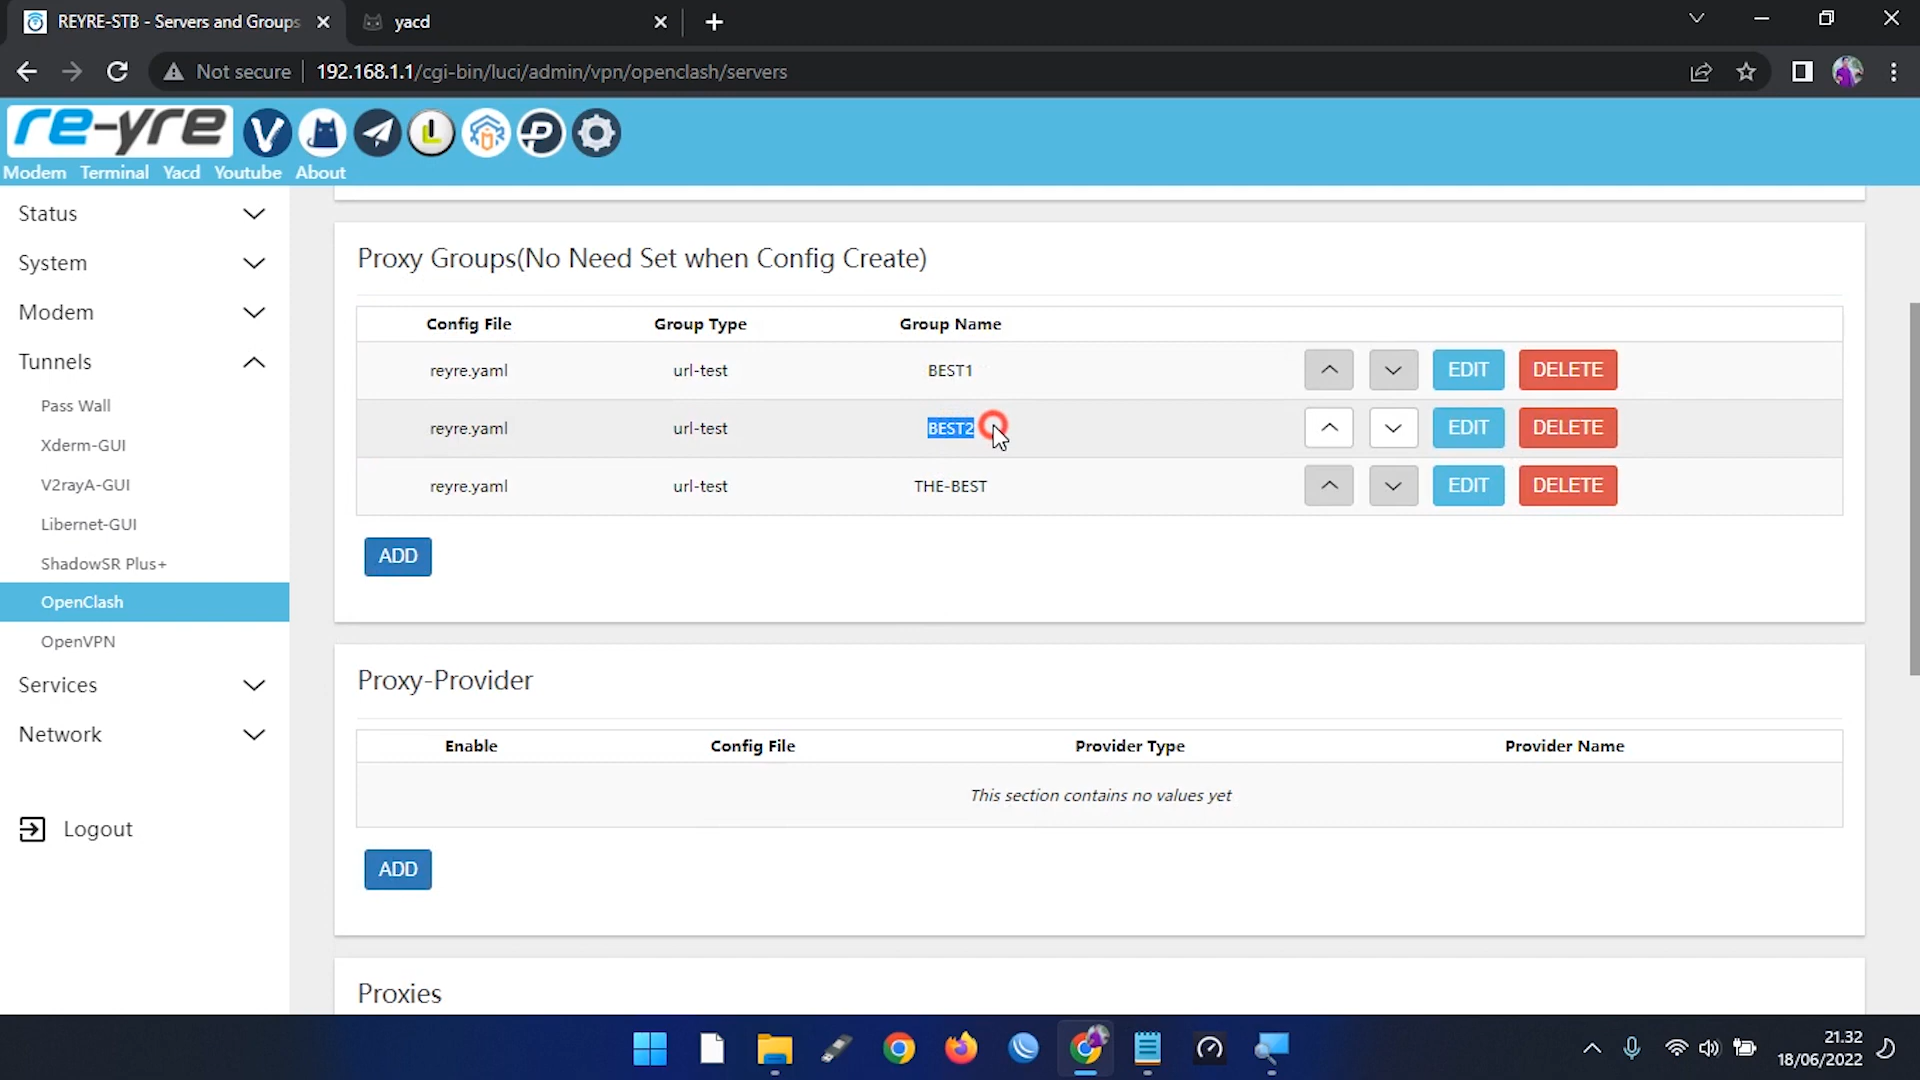 REYRE-STB - Servers and Groups
yacd
Not secure
192.168.1.1/cgi-bin/luci/admin/vpn/openclash/servers
re-yre
Modem Terminal Yacd Youtube About
Status
System
Modem
Tunnels
Pass Wall
Xderm-GUI
V2rayA-GUI
Libernet-GUI
ShadowSR Plus+
OpenClash
OpenVPN
Services
Network
Logout
Proxy Groups(No Need Set when Config Create)
Config File Group Type Group Name
reyre.yaml url-test BEST1 EDIT DELETE
reyre.yaml url-test BEST2 EDIT DELETE
reyre.yaml url-test THE-BEST EDIT DELETE
ADD
Proxy-Provider
Enable Config File Provider Type Provider Name
This section contains no values yet
ADD
Proxies
21.32
18/06/2022